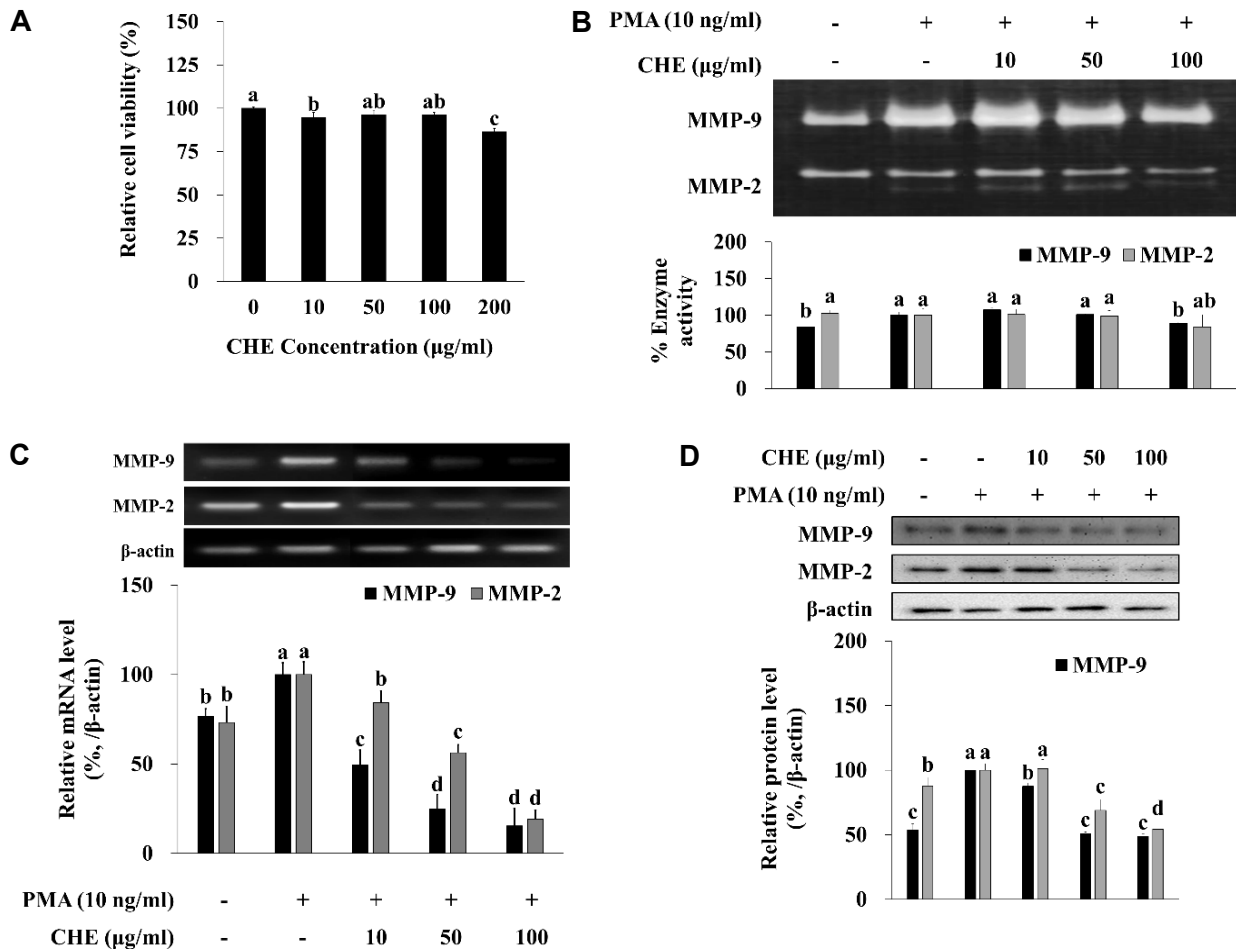 A
Relative cell viability (%)
150
125
100
75
50
25
0
a
b
ab
ab
c
0 10 50 100 200
CHE Concentration (μg/ml)
B
PMA (10 ng/ml) - + + + +
CHE (μg/ml) - - 10 50 100
MMP-9
MMP-2
% Enzyme activity
200
150
100
50
0
MMP-9 MMP-2
b a a a a a a a b ab
C
MMP-9
MMP-2
β-actin
MMP-9 MMP-2
Relative mRNA level
(%, /β-actin)
150
100
50
0
b b a a c b d c d d
PMA (10 ng/ml) - + + + +
CHE (μg/ml) - - 10 50 100
D
CHE (μg/ml) - - 10 50 100
PMA (10 ng/ml) - + + + +
MMP-9
MMP-2
β-actin
Relative protein level
(%, /β-actin)
200
150
100
50
0
MMP-9
c b a a b a c c c d